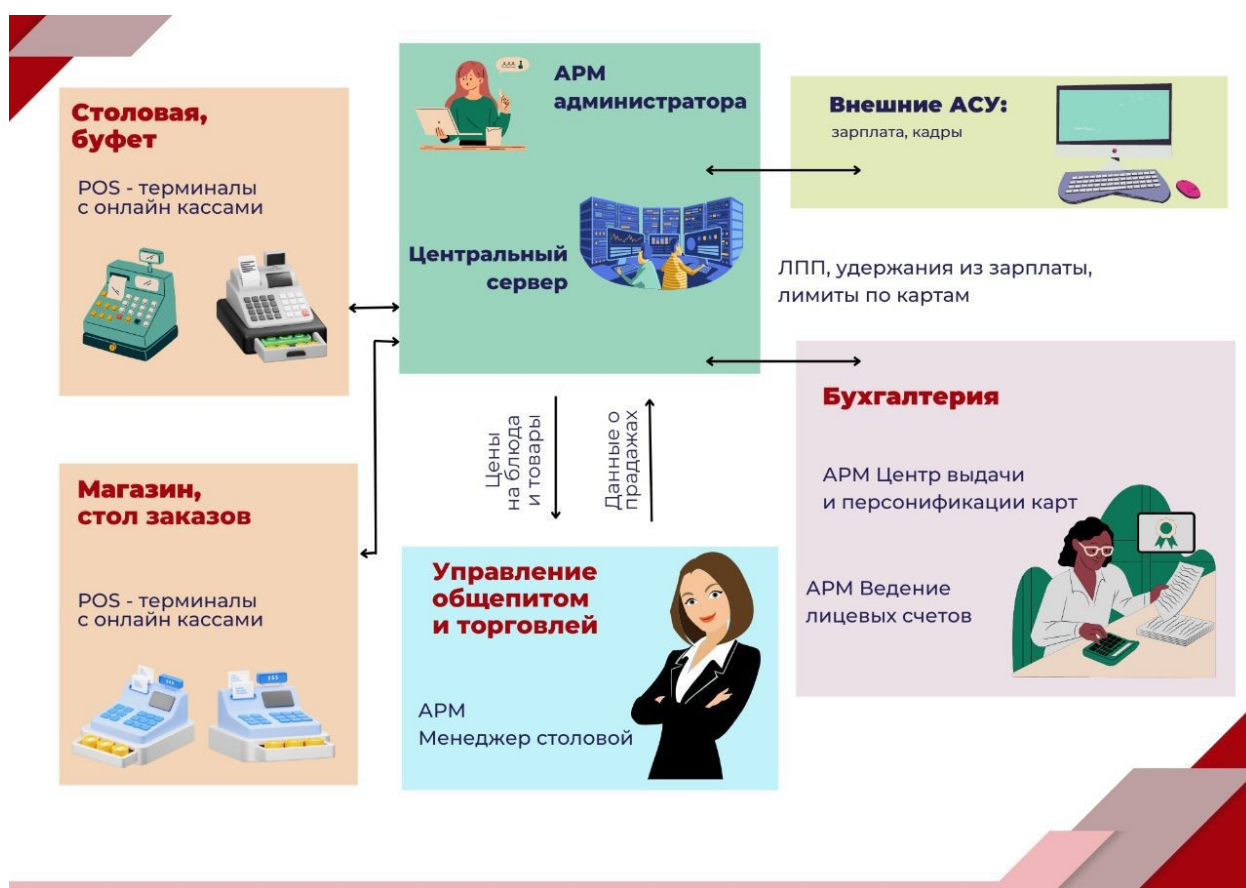 Столовая,
буфет
POS - терминалы
с онлайн кассами
АРМ
администратора
Центральный
сервер
Внешние АСУ:
зарплата, кадры
ЛПП, удержания из зарплаты,
лимиты по картам
Цены
на блюда
и товары
Данные о
прадажах
Магазин,
стол заказов
POS - терминалы
с онлайн кассами
Управление
общепитом
и торговлей
АРМ
Менеджер столовой
Бухгалтерия
АРМ Центр выдачи
и персонификации карт
АРМ Ведение
лицевых счетов